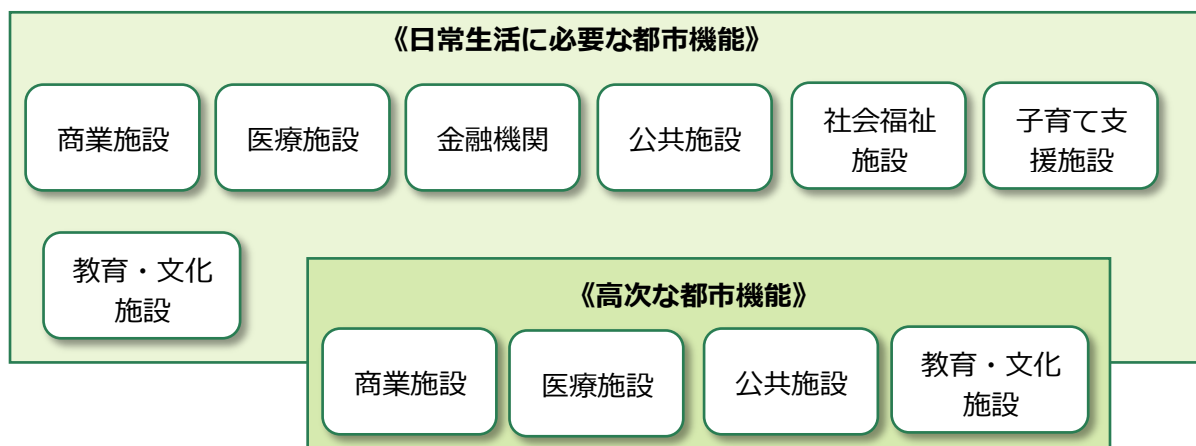 《日常生活に必要な都市機能》
商業施設
医療施設
金融機関
公共施設
社会福祉
施設
子育て支
援施設
教育・文化
施設
《高次な都市機能》
商業施設
医療施設
公共施設
教育・文化
施設